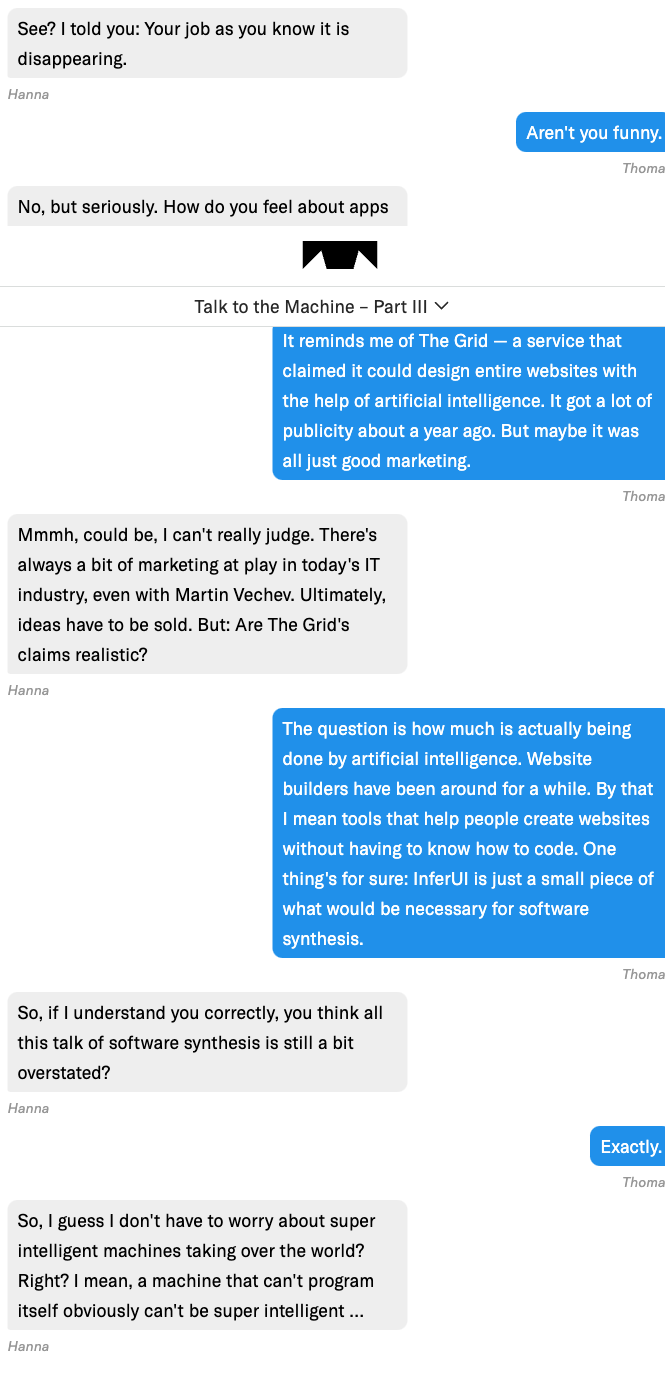 See? I told you: Your job as you know it is
disappearing.
Hanna
Aren't you funny.
Thoma
No, but seriously. How do you feel about apps
Talk to the Machine – Part III
It reminds me of The Grid — a service that
claimed it could design entire websites with
the help of artificial intelligence. It got a lot of
publicity about a year ago. But maybe it was
all just good marketing.
Thoma
Mmmh, could be, I can't really judge. There's
always a bit of marketing at play in today's IT
industry, even with Martin Vechev. Ultimately,
ideas have to be sold. But: Are The Grid's
claims realistic?
Hanna
The question is how much is actually being
done by artificial intelligence. Website
builders have been around for a while. By that
I mean tools that help people create websites
without having to know how to code. One
thing's for sure: InferUI is just a small piece of
what would be necessary for software
synthesis.
Thoma
So, if I understand you correctly, you think all
this talk of software synthesis is still a bit
overstated?
Hanna
Exactly.
Thoma
So, I guess I don't have to worry about super
intelligent machines taking over the world?
Right? I mean, a machine that can't program
itself obviously can't be super intelligent ...
Hanna